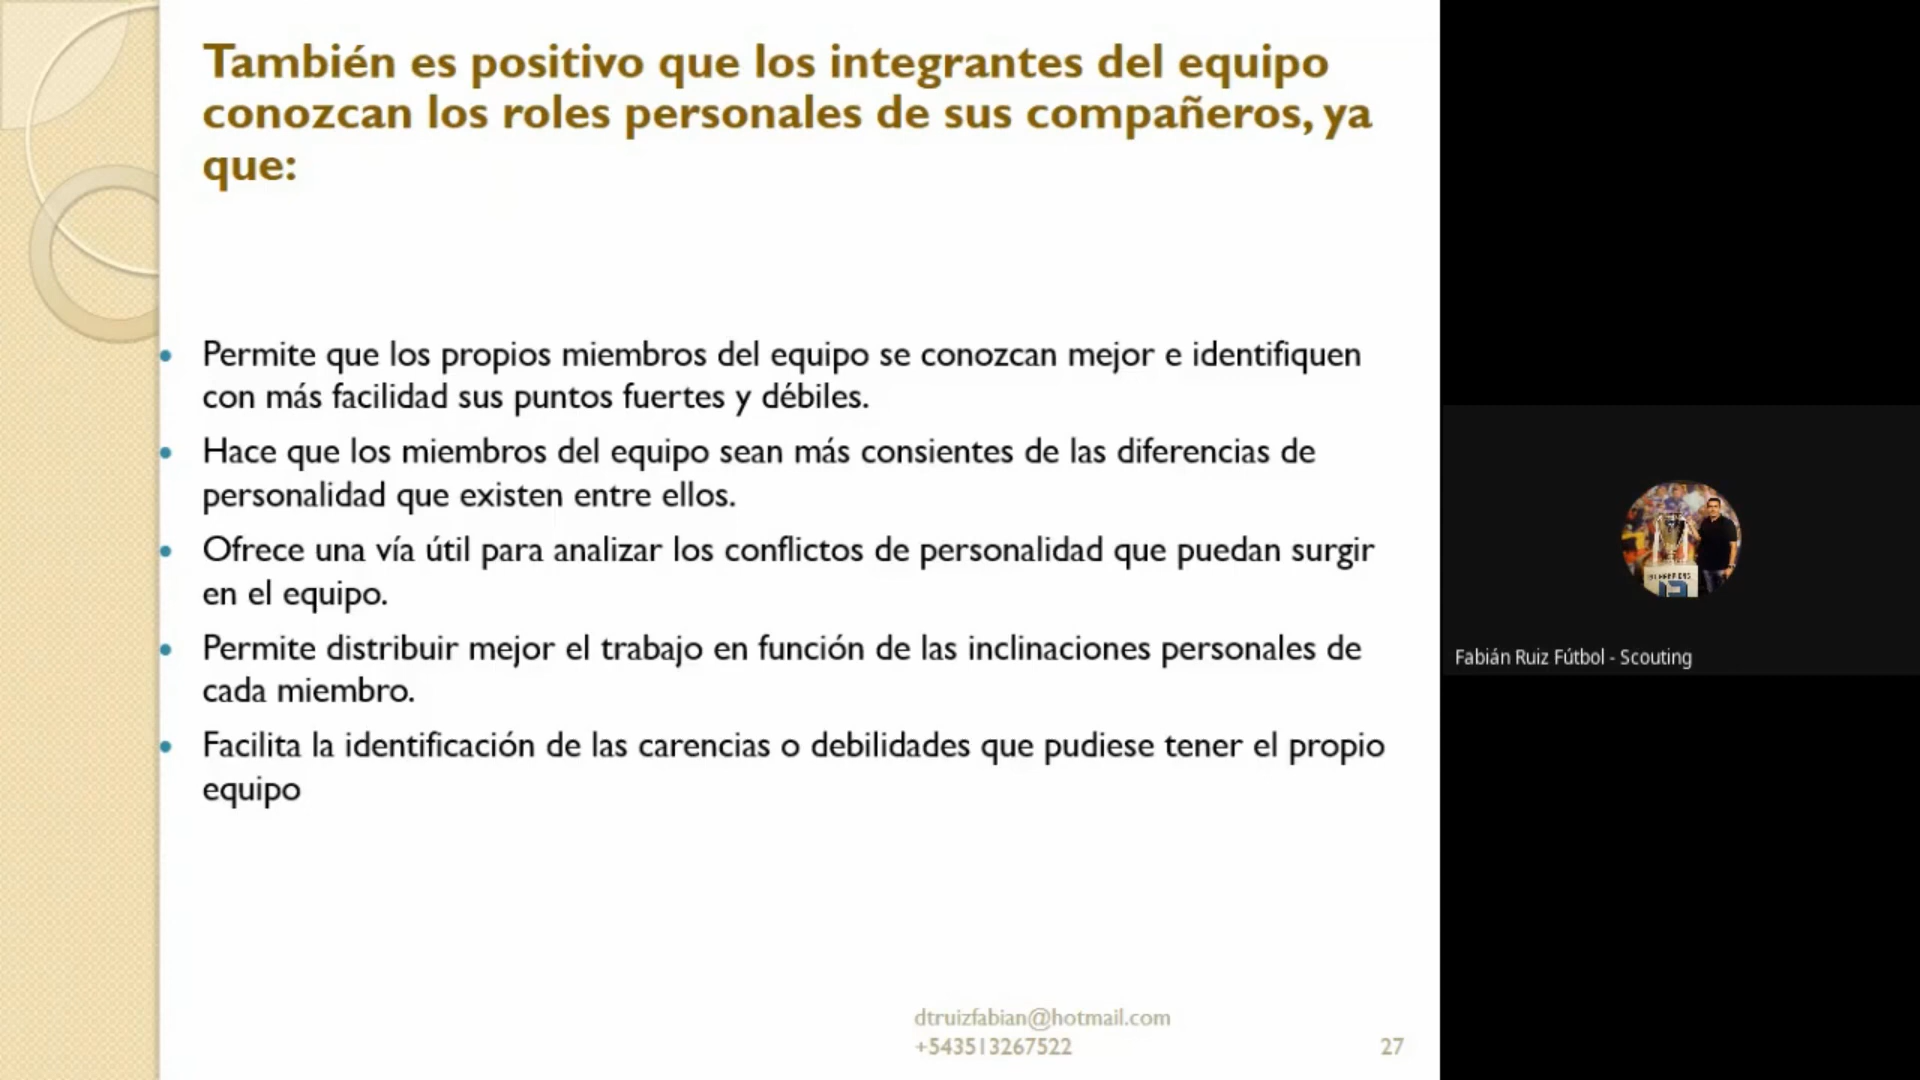 También es positivo que los integrantes del equipo
conozcan los roles personales de sus compañeros, ya
que:
• Permite que los propios miembros del equipo se conozcan mejor e identifiquen
con más facilidad sus puntos fuertes y débiles.
• Hace que los miembros del equipo sean más consientes de las diferencias de
personalidad que existen entre ellos.
• Ofrece una vía útil para analizar los conflictos de personalidad que puedan surgir
en el equipo.
• Permite distribuir mejor el trabajo en función de las inclinaciones personales de
cada miembro.
• Facilita la identificación de las carencias o debilidades que pudiese tener el propio
equipo
dtruizfabian@hotmail.com
+543513267522
27
Fabián Ruiz Fútbol - Scouting